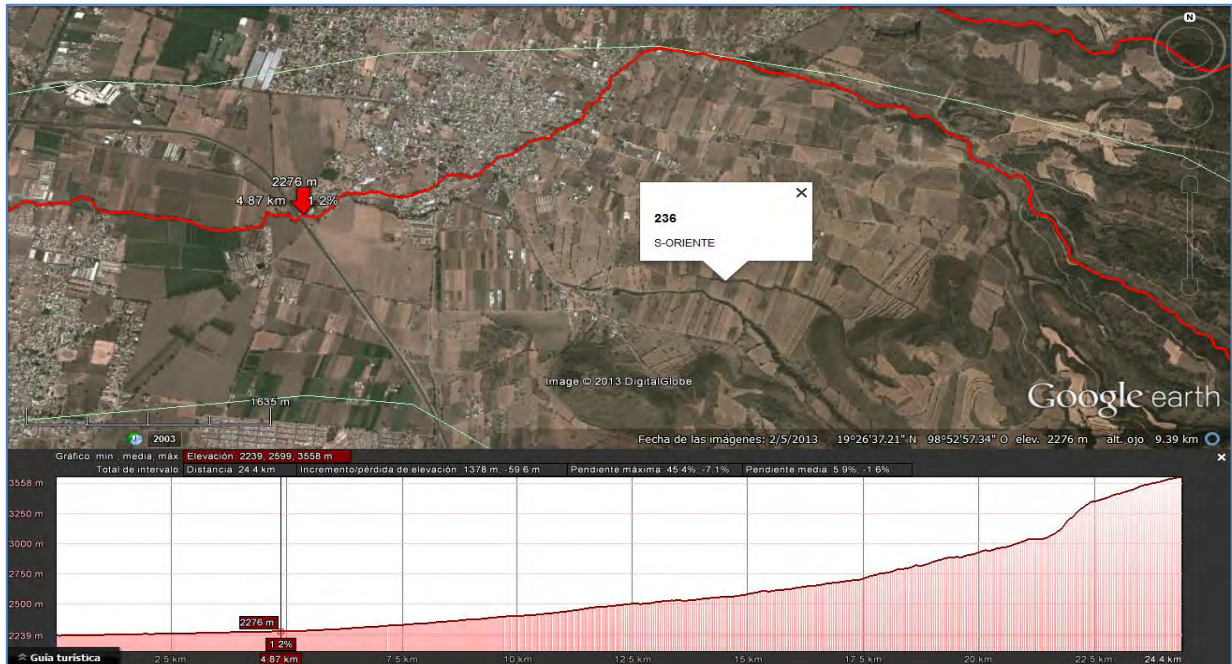 N
2276 m
4.87 km 1.2%
236
S-ORIENTE
Image © 2013 DigitalGlobe
Google earth
1635 m
2003
Fecha de las imágenes: 2/5/2013 19°26'37.21" N 98°52'57.34" O elev. 2276 m alt. ojo 9.39 km
Gráfico: min., media, máx Elevación: 2239, 2599, 3558 m
Total de intervalo Distancia: 24.4 km Incremento/pérdida de elevación: 1378 m, -59.6 m Pendiente máxima: 45.4%, -7.1% Pendiente media: 5.9%, -1.6%
3558 m
3250 m
3000 m
2750 m
2500 m
2276 m
2239 m
1.2%
Guía turística 2.5 km 4.87 km 7.5 km 10 km 12.5 km 15 km 17.5 km 20 km 22.5 km 24.4 km